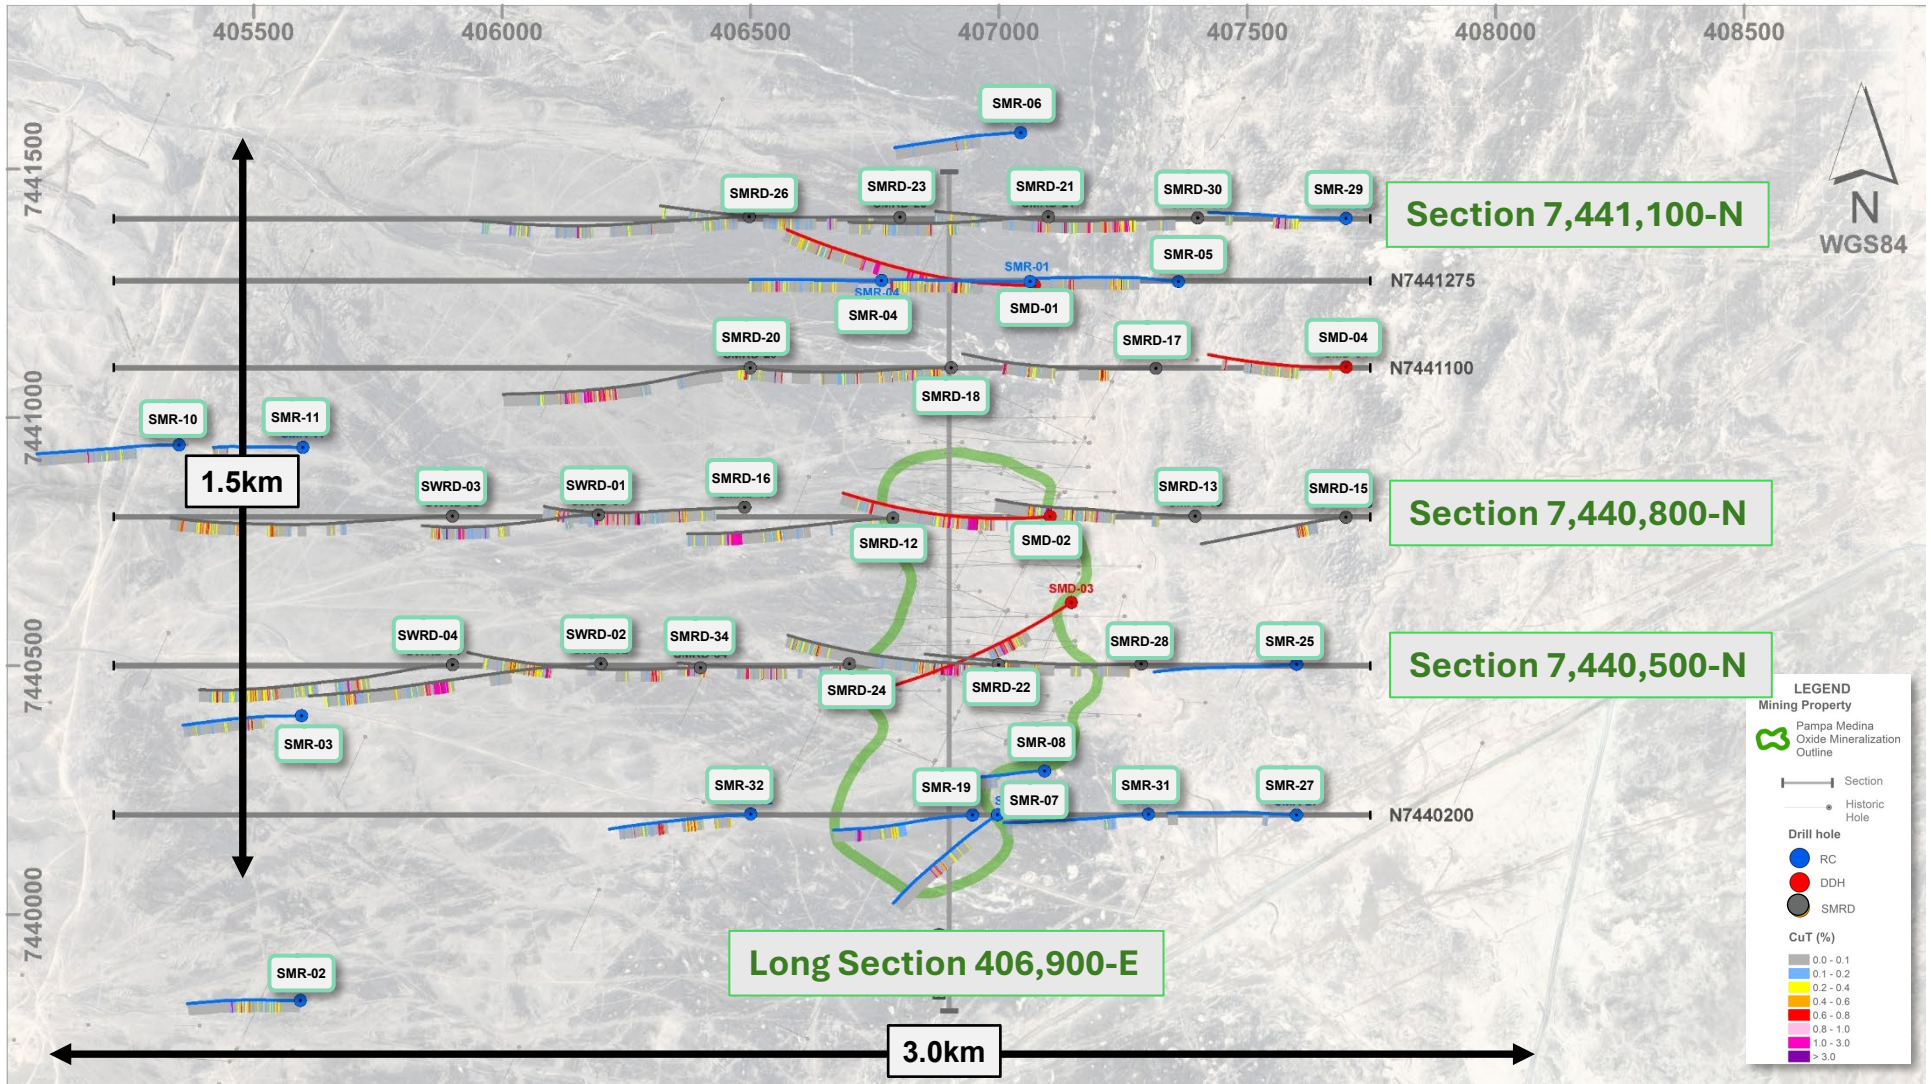 405500
406000
406500
407000
407500
408000
408500
7441500
7441000
7440500
7440000
SMR-06
SMRD-26
SMRD-23
SMRD-21
SMRD-30
SMR-29
Section 7,441,100-N
N
WGS84
SMR-01
SMR-05
N7441275
SMR-04
SMR-04
SMD-01
SMRD-20
SMRD-17
SMD-04
N7441100
SMRD-18
SMR-10
SMR-11
1.5km
SWRD-03
SWRD-01
SMRD-16
SMRD-13
SMRD-15
Section 7,440,800-N
SMRD-12
SMD-02
SMD-03
SWRD-04
SWRD-02
SMRD-34
SMRD-28
SMR-25
Section 7,440,500-N
SMRD-24
SMRD-22
SMR-03
SMR-08
SMR-32
SMR-19
SMR-07
SMR-31
SMR-27
N7440200
Long Section 406,900-E
SMR-02
3.0km
LEGEND
Mining Property
Pampa Medina
Oxide Mineralization
Outline
Section
Historic
Hole
Drill hole
RC
DDH
SMRD
CuT (%)
0.0 - 0.1
0.1 - 0.2
0.2 - 0.4
0.4 - 0.6
0.6 - 0.8
0.8 - 1.0
1.0 - 3.0
> 3.0